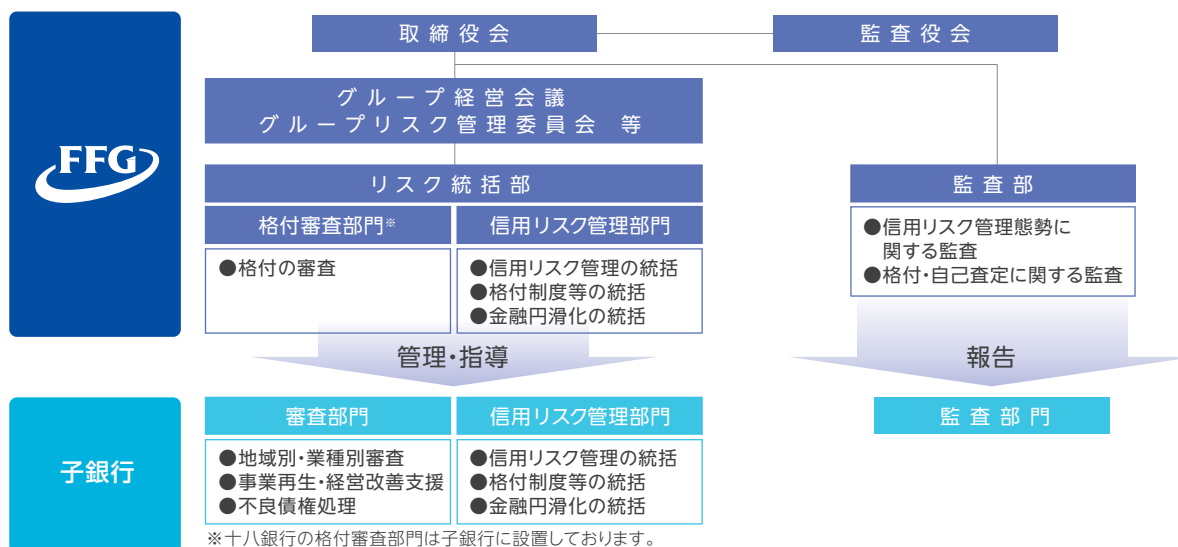 取締役会
監査役会
グループ経営会議
グループリスク管理委員会 等
FFG
リスク統括部
監査部
格付審査部門※
信用リスク管理部門
●格付の審査
●信用リスク管理の統括
●格付制度等の統括
●金融円滑化の統括
●信用リスク管理態勢に
関する監査
●格付・自己査定に関する監査
管理・指導
報告
子銀行
審査部門
信用リスク管理部門
監査部門
●地域別・業種別審査
●事業再生・経営改善支援
●不良債権処理
●信用リスク管理の統括
●格付制度等の統括
●金融円滑化の統括
※十八銀行の格付審査部門は子銀行に設置しております。